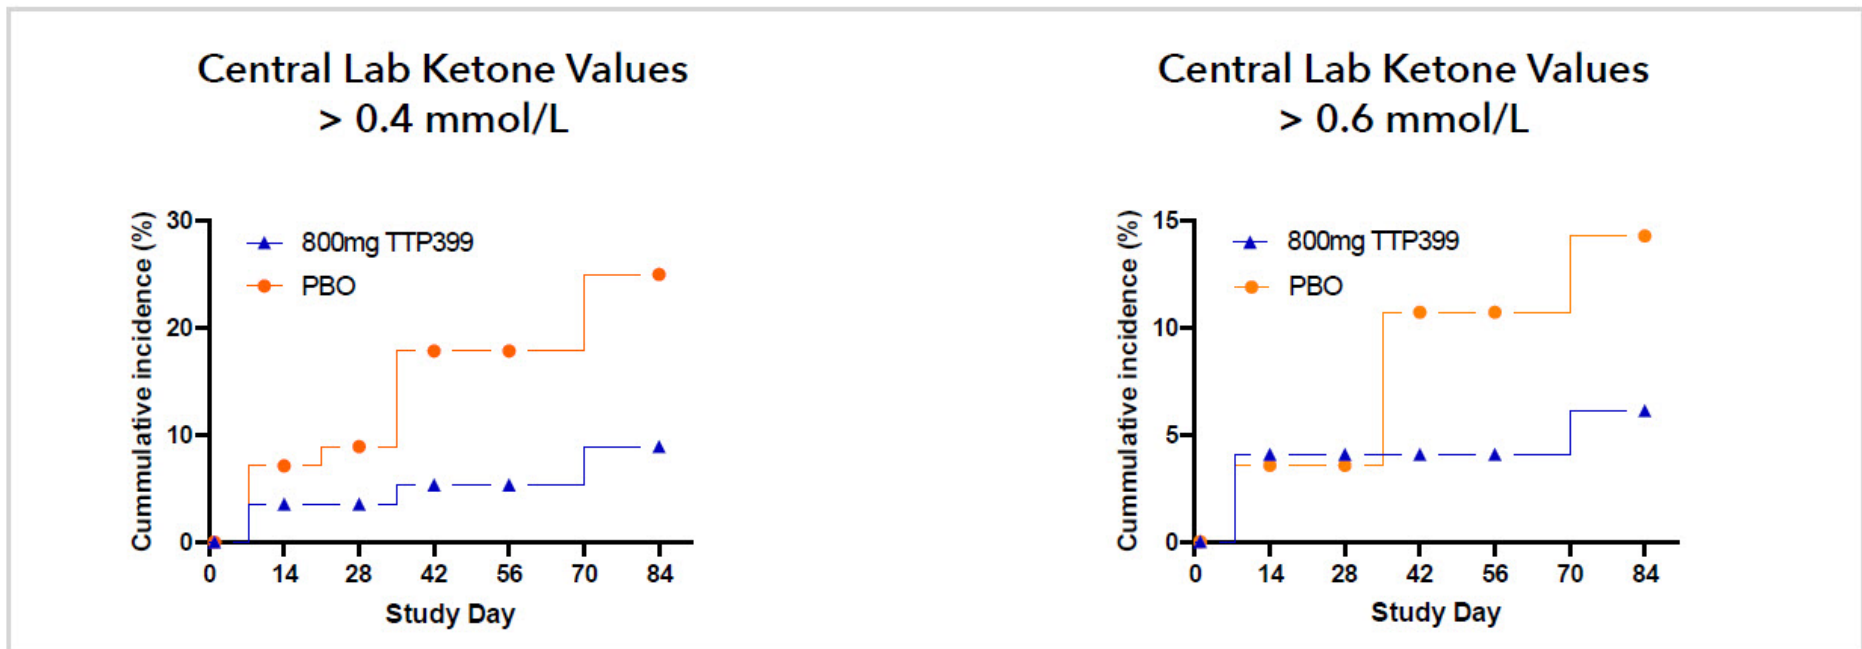 Central Lab Ketone Values
> 0.4 mmol/L
Cummulative incidence (%)
30
20
10
0
800mg TTP399
PBO
0 14 28 42 56 70 84
Study Day
Central Lab Ketone Values
> 0.6 mmol/L
Cummulative incidence (%)
15
10
5
0
800mg TTP399
PBO
0 14 28 42 56 70 84
Study Day